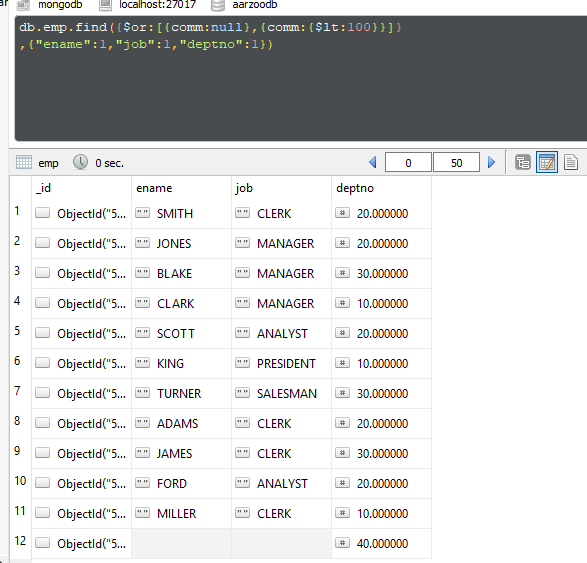 mongodb localhost:27017 aarzoodb
db.emp.find({$or:[{comm:null},{comm:{$lt:100}}]}
,{"ename":1,"job":1,"deptno":1})
emp 0 sec. 0 50
_id ename job deptno
1 ObjectId("5... "" SMITH "" CLERK # 20.000000
2 ObjectId("5... "" JONES "" MANAGER # 20.000000
3 ObjectId("5... "" BLAKE "" MANAGER # 30.000000
4 ObjectId("5... "" CLARK "" MANAGER # 10.000000
5 ObjectId("5... "" SCOTT "" ANALYST # 20.000000
6 ObjectId("5... "" KING "" PRESIDENT # 10.000000
7 ObjectId("5... "" TURNER "" SALESMAN # 30.000000
8 ObjectId("5... "" ADAMS "" CLERK # 20.000000
9 ObjectId("5... "" JAMES "" CLERK # 30.000000
10 ObjectId("5... "" FORD "" ANALYST # 20.000000
11 ObjectId("5... "" MILLER "" CLERK # 10.000000
12 ObjectId("5... # 40.000000